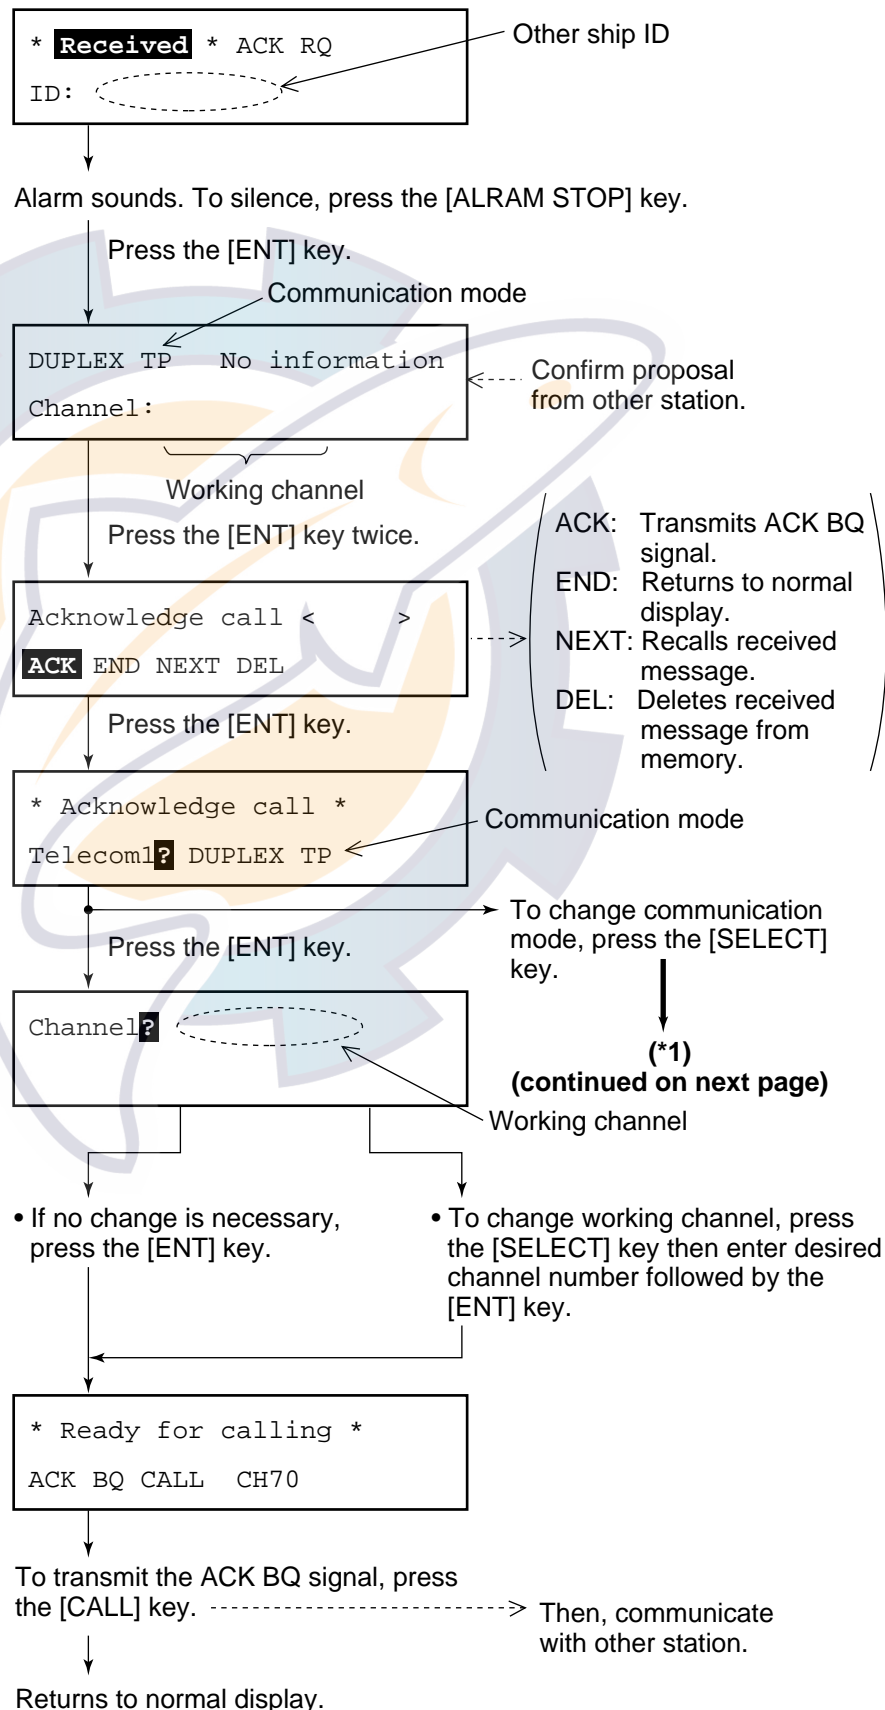 * Received * ACK RQ
Other ship ID
ID:
Alarm sounds. To silence, press the [ALRAM STOP] key.
Press the [ENT] key.
Communication mode
DUPLEX TP No information
Channel:
Confirm proposal
from other station.
Working channel
Press the [ENT] key twice.
Acknowledge call < >
ACK END NEXT DEL
ACK: Transmits ACK BQ
signal.
END: Returns to normal
display.
NEXT: Recalls received
message.
DEL: Deletes received
message from
memory.
Press the [ENT] key.
* Acknowledge call *
Telecom1? DUPLEX TP
Communication mode
To change communication
mode, press the [SELECT]
key.
Press the [ENT] key.
(*1)
(continued on next page)
Channel?
Working channel
• If no change is necessary,
press the [ENT] key.
• To change working channel, press
the [SELECT] key then enter desired
channel number followed by the
[ENT] key.
* Ready for calling *
ACK BQ CALL CH70
To transmit the ACK BQ signal, press
the [CALL] key.
Then, communicate
with other station.
Returns to normal display.